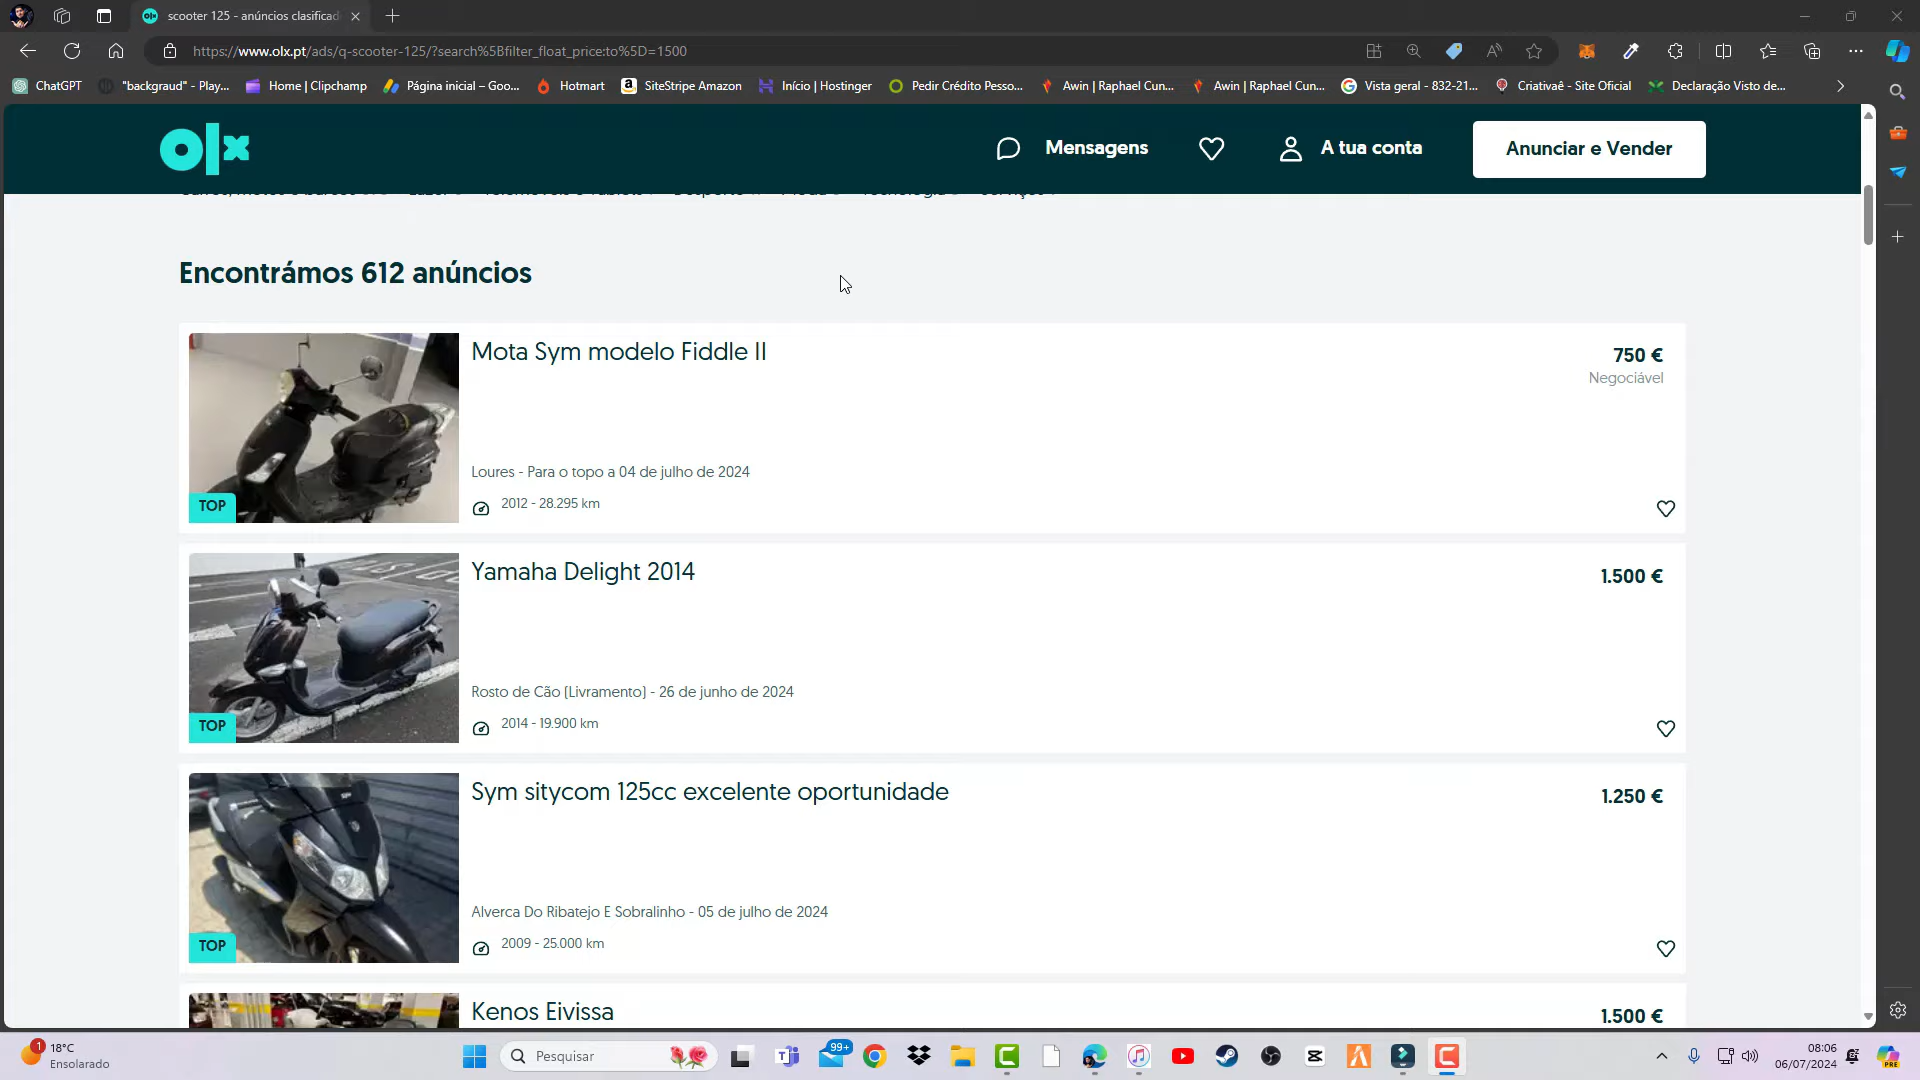 scooter 125 - anúncios clasificad
https://www.olx.pt/ads/q-scooter-125/?search%5Bfilter_float_price:to%5D=1500
ChatGPT
"backgraud" - Play...
Home | Clipchamp
Página inicial – Goo...
Hotmart
SiteStripe Amazon
Início | Hostinger
Pedir Crédito Pesso...
Awin | Raphael Cun...
Awin | Raphael Cun...
Vista geral - 832-21...
Criativaê - Site Oficial
Declaração Visto de...
olx
Mensagens
A tua conta
Anunciar e Vender
Encontrámos 612 anúncios
Mota Sym modelo Fiddle II
750 €
Negociável
Loures - Para o topo a 04 de julho de 2024
2012 - 28.295 km
TOP
Yamaha Delight 2014
1.500 €
Rosto de Cão (Livramento) - 26 de junho de 2024
2014 - 19.900 km
TOP
Sym sitycom 125cc excelente oportunidade
1.250 €
Alverca Do Ribatejo E Sobralinho - 05 de julho de 2024
2009 - 25.000 km
TOP
Kenos Eivissa
1.500 €
1
18°C
Ensolarado
Pesquisar
99+
08:06
06/07/2024
PRE